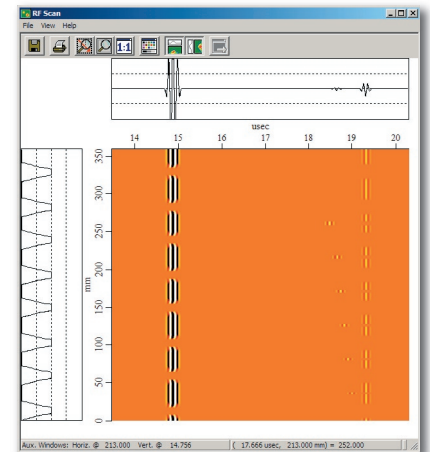 RF Scan
File View Help
1:1
usec
14 15 16 17 18 19 20
350
300
250
200
mm
150
100
50
0
Aux. Windows: Horiz. @ 213.000 Vert. @ 14.756 ( 17.666 usec, 213.000 mm) = 252.000